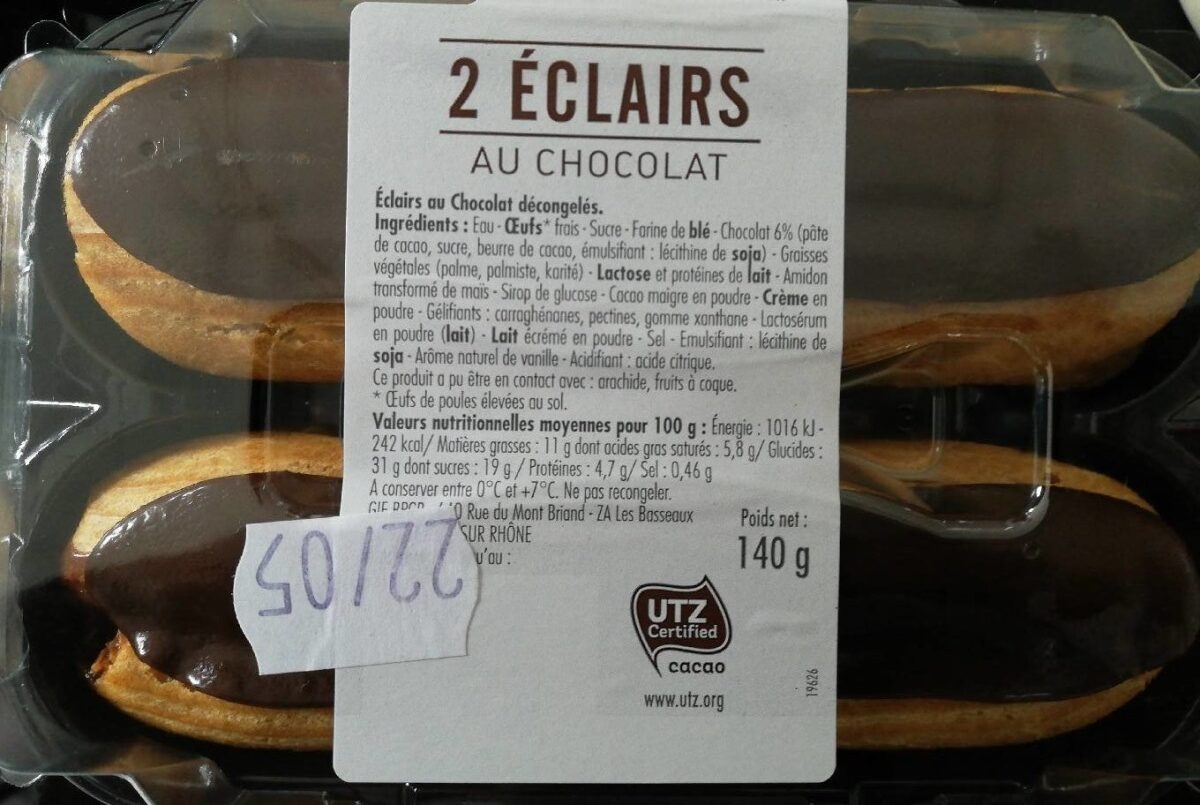 2 ÉCLAIRS
AU CHOCOLAT
Éclairs au Chocolat décongelés.
Ingrédients : Eau - Œufs* frais - Sucre - Farine de blé - Chocolat 6% (pâte
de cacao, sucre, beurre de cacao, émulsifiant : lécithine de soja) - Graisses
végétales (palme, palmiste, karité) - Lactose et protéines de lait - Amidon
transformé de maïs - Sirop de glucose - Cacao maigre en poudre - Crème en
poudre - Gélifiants : carraghénanes, pectines, gomme xanthane - Lactosérum
en poudre (lait) - Lait écrémé en poudre - Sel - Emulsifiant : lécithine de
soja - Arôme naturel de vanille - Acidifiant : acide citrique.
Ce produit a pu être en contact avec : arachide, fruits à coque.
* Œufs de poules élevées au sol.
Valeurs nutritionnelles moyennes pour 100 g : Énergie : 1016 kJ -
242 kcal/ Matières grasses : 11 g dont acides gras saturés : 5,8 g/ Glucides :
31 g dont sucres : 19 g / Protéines : 4,7 g/ Sel : 0,46 g
A conserver entre 0°C et +7°C. Ne pas recongeler.
Rue du Mont Briand - ZA Les Basseaux
SUR RHÔNE
u'au :
Poids net :
140 g
22/05
UTZ
Certified
cacao
www.utz.org
19626